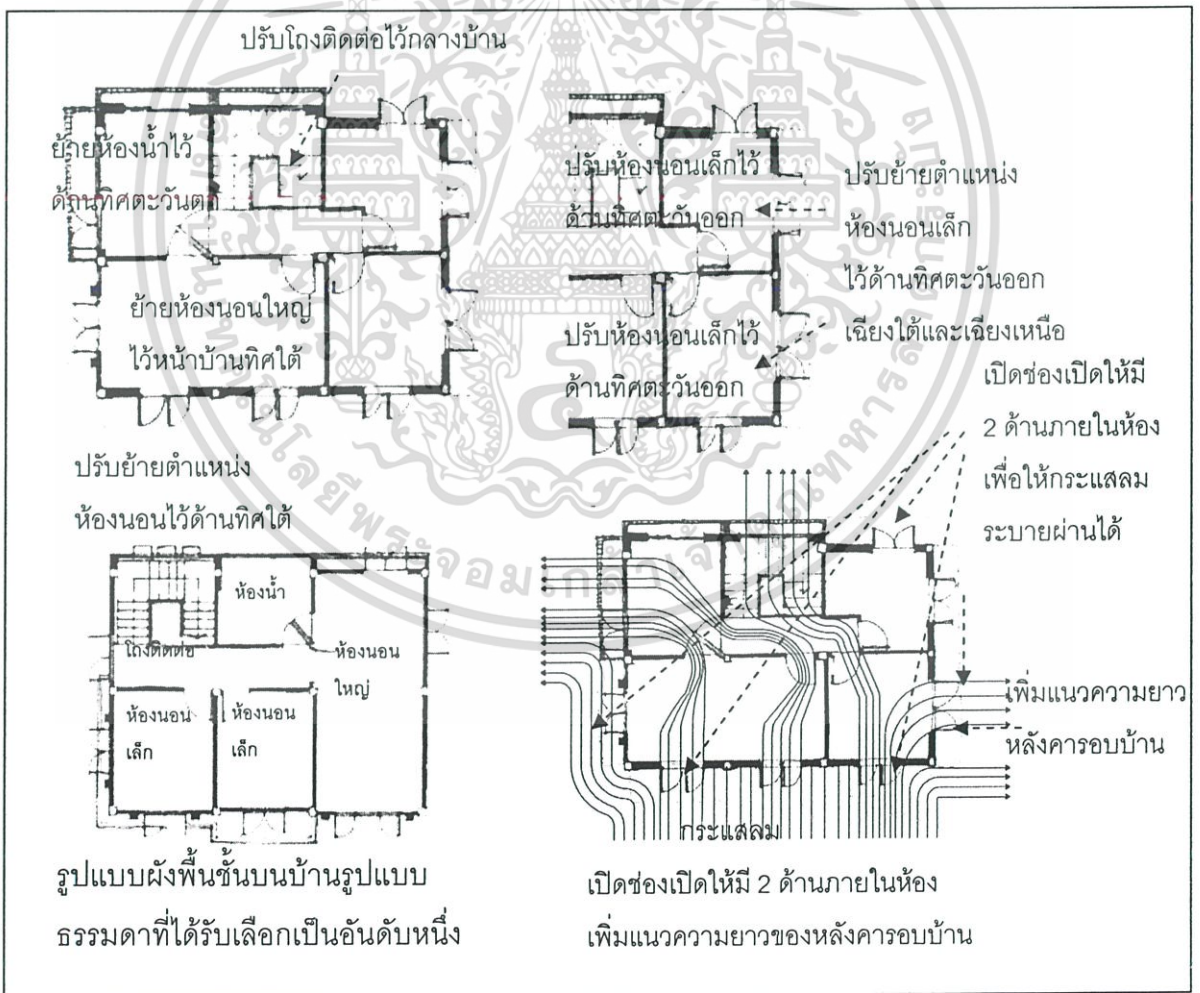 ปรับโถงติดต่อไว้กลางบ้าน
ย้ายห้องน้ำไว้
ด้านทิศตะวันตก
ย้ายห้องนอนใหญ่
ไว้หน้าบ้านทิศใต้
ปรับห้องนอนเล็กไว้
ด้านทิศตะวันออก
ปรับห้องนอนเล็กไว้
ด้านทิศตะวันออก
ปรับย้ายตำแหน่ง
ห้องนอนเล็ก
ไว้ด้านทิศตะวันออก
เฉียงใต้และเฉียงเหนือ
เปิดช่องเปิดให้มี
2 ด้านภายในห้อง
เพื่อให้กระแสลม
ระบายผ่านได้
ปรับย้ายตำแหน่ง
ห้องนอนไว้ด้านทิศใต้
ห้องน้ำ
โถงติดต่อ
ห้องนอน
ใหญ่
ห้องนอน
เล็ก
ห้องนอน
เล็ก
รูปแบบผังพื้นชั้นบนบ้านรูปแบบ
ธรรมดาที่ได้รับเลือกเป็นอันดับหนึ่ง
เพิ่มแนวความยาว
หลังคารอบบ้าน
กระแสลม
เปิดช่องเปิดให้มี 2 ด้านภายในห้อง
เพิ่มแนวความยาวของหลังคารอบบ้าน